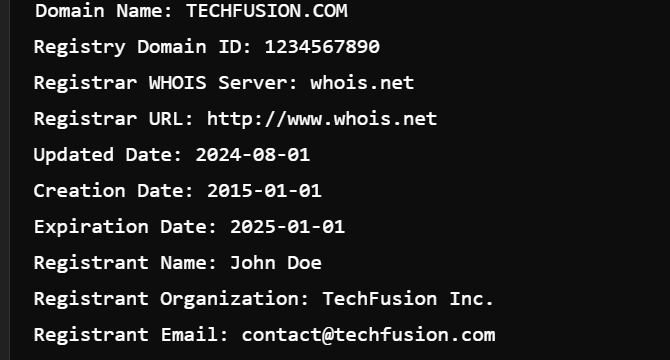 Domain Name: TECHFUSION.COM
Registry Domain ID: 1234567890
Registrar WHOIS Server: whois.net
Registrar URL: http://www.whois.net
Updated Date: 2024-08-01
Creation Date: 2015-01-01
Expiration Date: 2025-01-01
Registrant Name: John Doe
Registrant Organization: TechFusion Inc.
Registrant Email: contact@techfusion.com